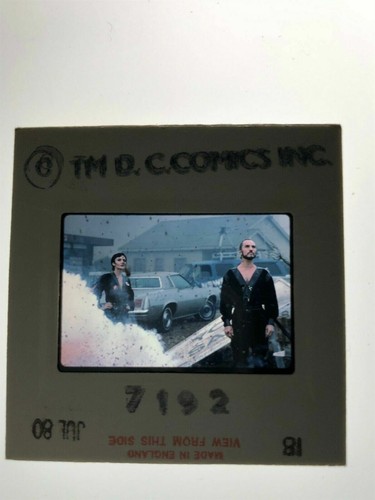 © TM D. C. COMICS INC.
7192
JUL 80
18
VIEW FROM THIS SIDE
MADE IN ENGLAND